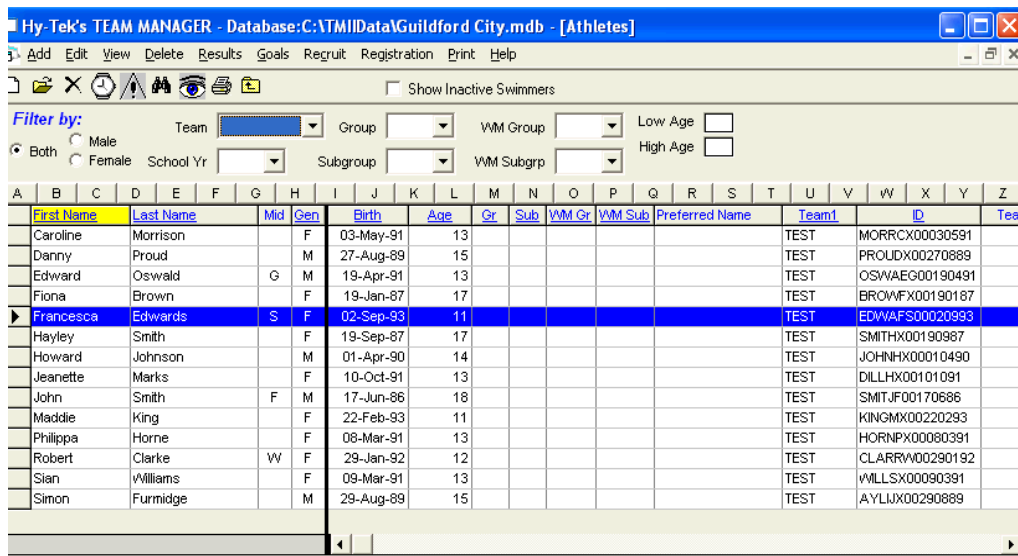 Hy-Tek's TEAM MANAGER - Database:C:\TMIIData\Guildford City.mdb - [Athletes]
Add Edit View Delete Results Goals Recruit Registration Print Help
Show Inactive Swimmers
Filter by:
Both Male Female
Team Group WM Group Low Age
School Yr Subgroup WM Subgrp High Age
A B C D E F G H I J K L M N O P Q R S T U V W X Y Z
First Name Last Name Mid Gen Birth Age Gr Sub WM Gr WM Sub Preferred Name Team1 ID Tea
Caroline Morrison F 03-May-91 13 TEST MORRCX00030591
Danny Proud M 27-Aug-89 15 TEST PROUDX00270889
Edward Oswald G M 19-Apr-91 13 TEST OSWAEG00190491
Fiona Brown F 19-Jan-87 17 TEST BROWFX00190187
Francesca Edwards S F 02-Sep-93 11 TEST EDWAFS00020993
Hayley Smith F 19-Sep-87 17 TEST SMITHX00190987
Howard Johnson M 01-Apr-90 14 TEST JOHNHX00010490
Jeanette Marks F 10-Oct-91 13 TEST DILLHX00101091
John Smith F M 17-Jun-86 18 TEST SMITJF00170686
Maddie King F 22-Feb-93 11 TEST KINGMX00220293
Philippa Horne F 08-Mar-91 13 TEST HORNPX00080391
Robert Clarke W F 29-Jan-92 12 TEST CLARRW00290192
Sian Williams F 09-Mar-91 13 TEST WILLSX00090391
Simon Furmidge M 29-Aug-89 15 TEST AYLIJX00290889